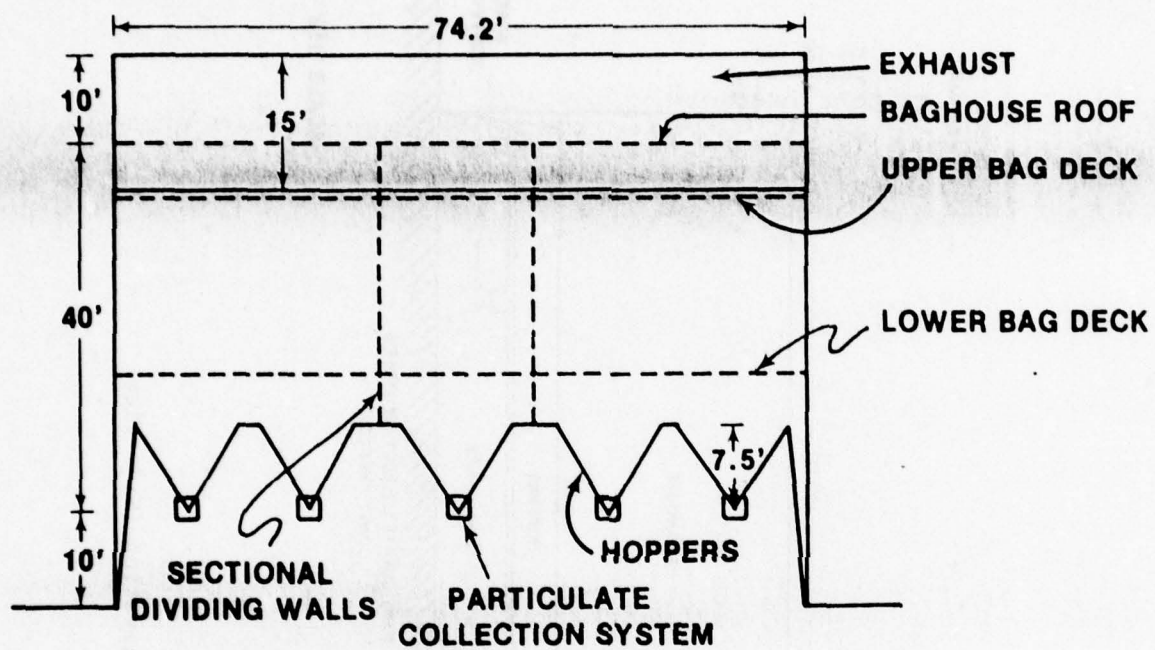 74.2'
EXHAUST
10'
BAGHOUSE ROOF
15'
UPPER BAG DECK
40'
LOWER BAG DECK
7.5'
10'
HOPPERS
SECTIONAL
DIVIDING WALLS
PARTICULATE
COLLECTION SYSTEM